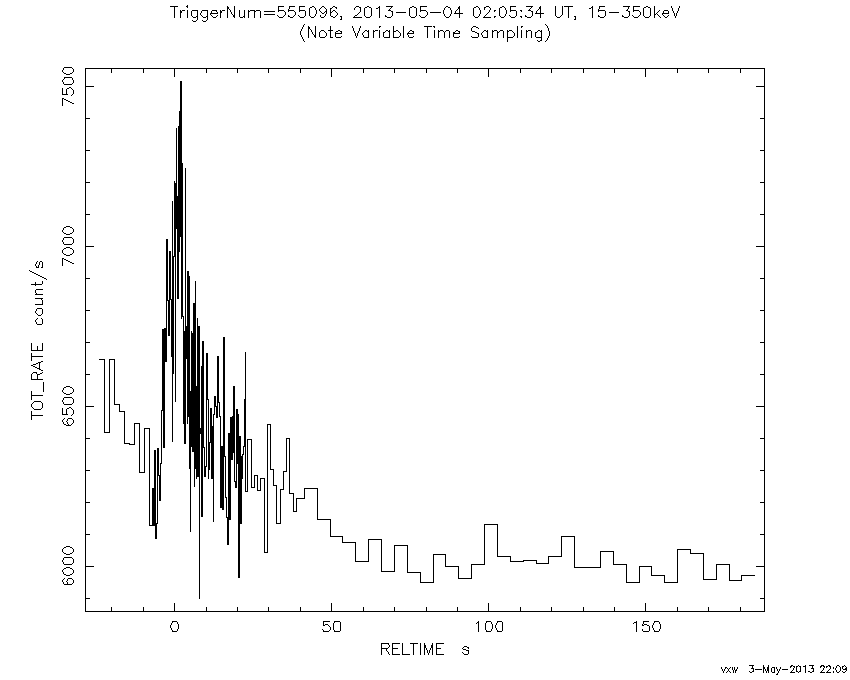 TriggerNum=555096, 2013-05-04 02:05:34 UT, 15-350keV
(Note Variable Time Sampling)
7500
7000
6500
6000
TOT_RATE count/s
0 50 100 150
RELTIME s
vxw 3-May-2013 22:09